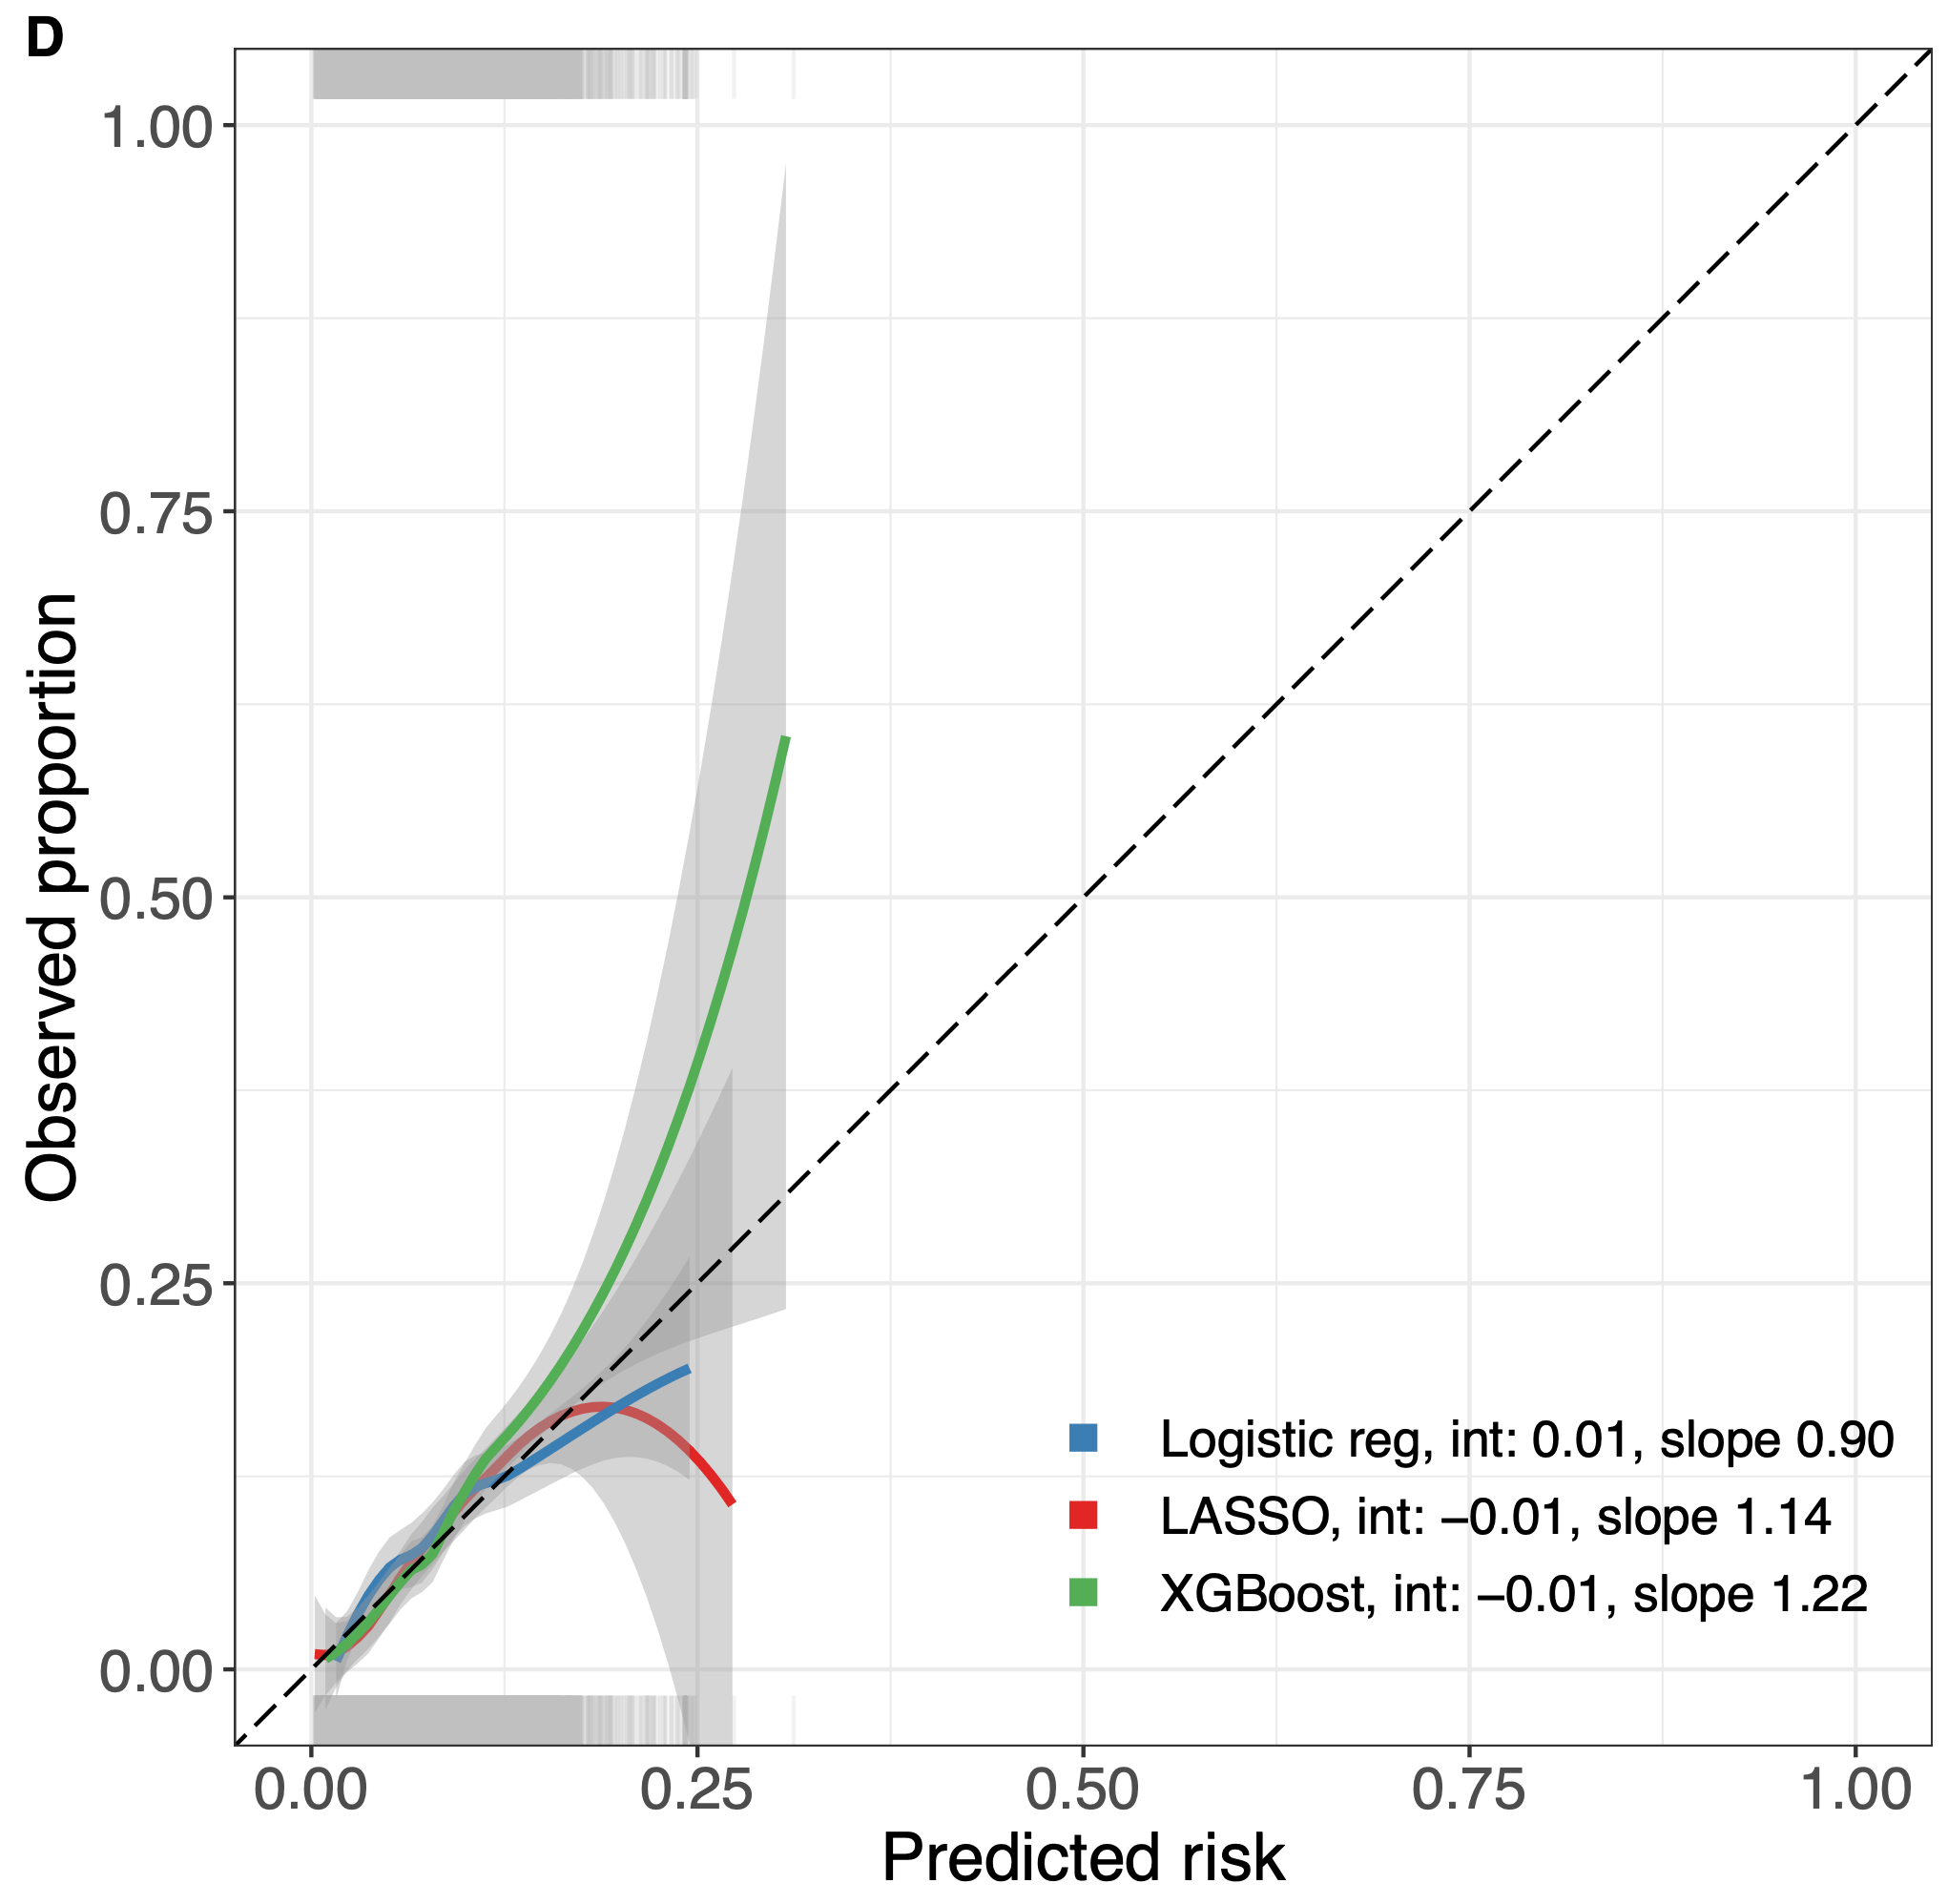 D
1.00
0.75
0.50
0.25
0.00
Observed proportion
Logistic reg, int: 0.01, slope 0.90
LASSO, int: −0.01, slope 1.14
XGBoost, int: −0.01, slope 1.22
0.00 0.25 0.50 0.75 1.00
Predicted risk